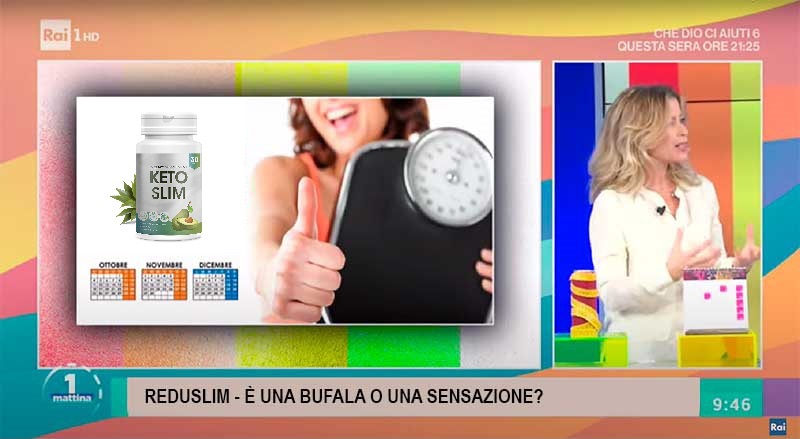 Rai 1 HD
CHE DIO CI AIUTI 6
QUESTA SERA ORE 21:25
30
KETO
SLIM
OTTOBRE NOVEMBRE DICEMBRE
1
mattina
REDUSLIM - È UNA BUFALA O UNA SENSAZIONE?
9:46
Rai